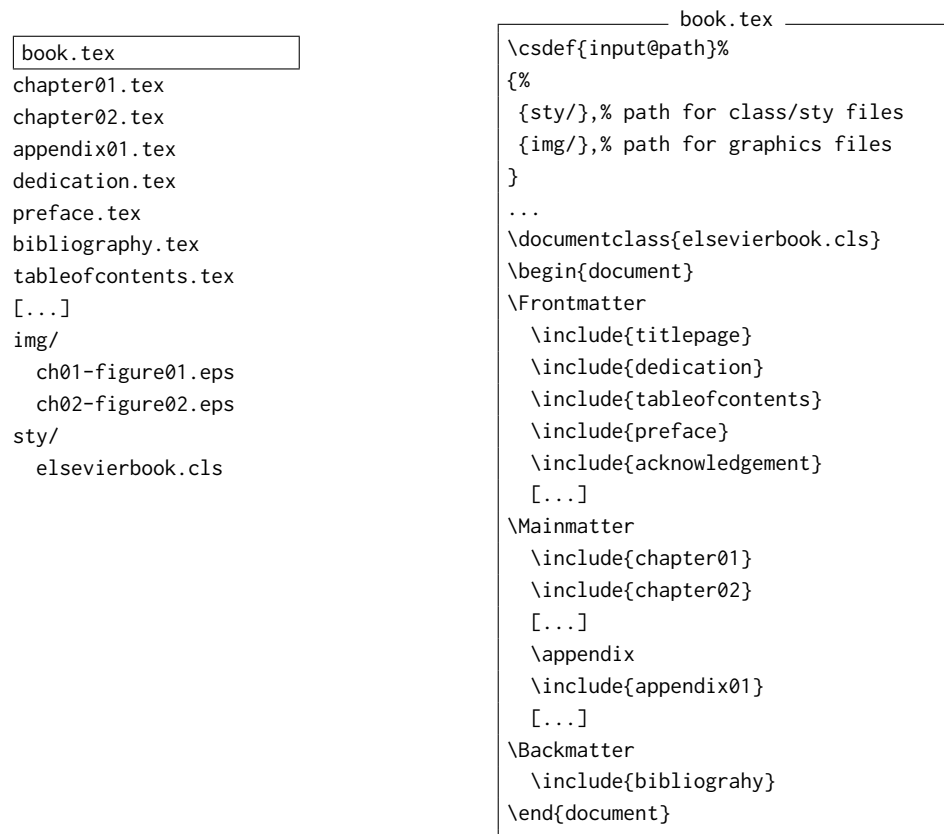 book.tex
chapter01.tex
chapter02.tex
appendix01.tex
dedication.tex
preface.tex
bibliography.tex
tableofcontents.tex
[...]
img/
ch01-figure01.eps
ch02-figure02.eps
sty/
elsevierbook.cls
book.tex
\csdef{input@path}%
{%
{sty/},% path for class/sty files
{img/},% path for graphics files
}
...
\documentclass{elsevierbook.cls}
\begin{document}
\Frontmatter
\include{titlepage}
\include{dedication}
\include{tableofcontents}
\include{preface}
\include{acknowledgement}
[...]
\Mainmatter
\include{chapter01}
\include{chapter02}
[...]
\appendix
\include{appendix01}
[...]
\Backmatter
\include{bibliograhy}
\end{document}